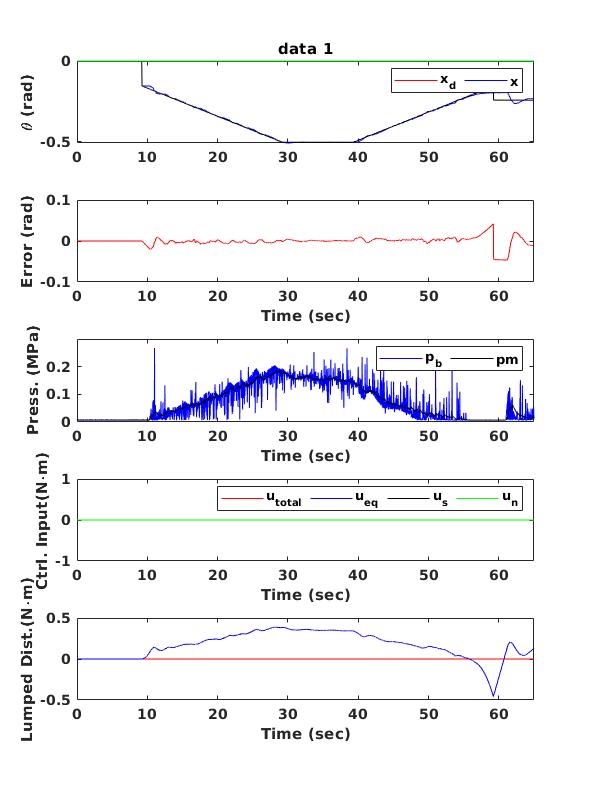 data 1
θ (rad)
0
-0.5
x_d x
0 10 20 30 40 50 60
Error (rad)
0.1
0
-0.1
0 10 20 30 40 50 60
Time (sec)
Press. (MPa)
0.2
0.1
0
p_b pm
0 10 20 30 40 50 60
Time (sec)
Ctrl. Input(N·m)
1
0
-1
u_total u_eq u_s u_n
0 10 20 30 40 50 60
Time (sec)
Lumped Dist.(N·m)
0.5
0
-0.5
0 10 20 30 40 50 60
Time (sec)